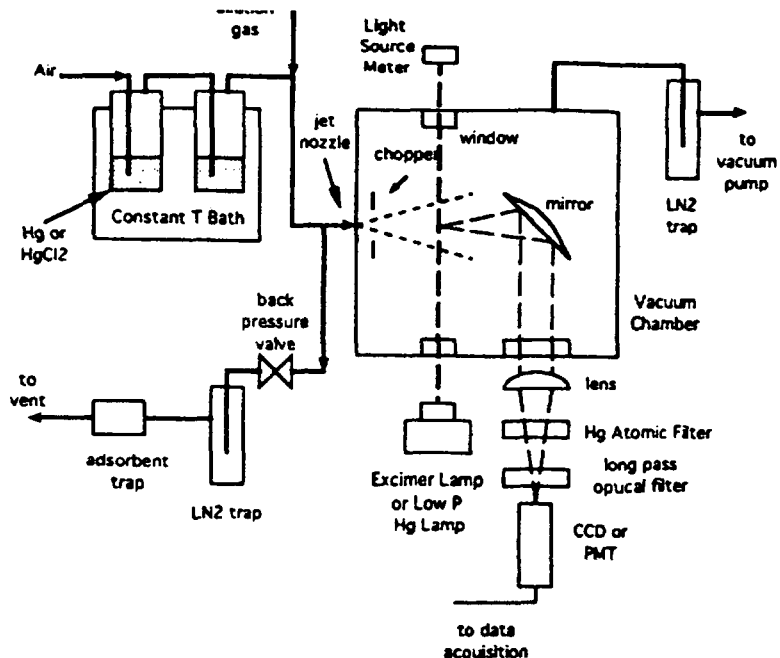 gas
Air
Hg or
HgCl2
Constant T Bath
jet
nozzle
chopper
Light
Source
Meter
window
mirror
to
vacuum
pump
LN2
trap
Vacuum
Chamber
back
pressure
valve
to
vent
adsorbent
trap
LN2 trap
Excimer Lamp
or Low P
Hg Lamp
lens
Hg Atomic Filter
long pass
opucal filter
CCD or
PMT
to data
acquisition